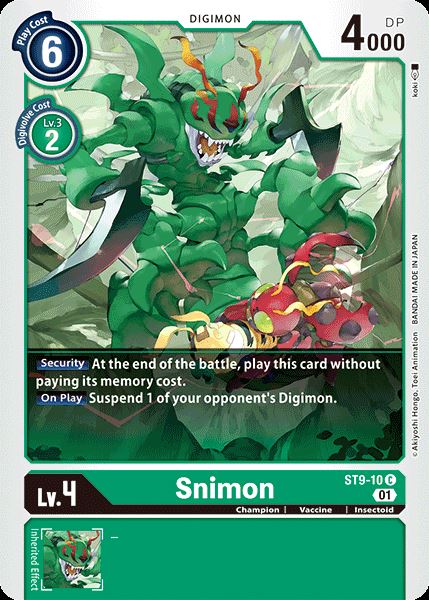 DIGIMON
Play Cost
6
4000 DP
koki
Digivolve Cost
Lv.3
2
©Akiyoshi Hongo, Toei Animation BANDAI MADE IN JAPAN
Security At the end of the battle, play this card without
paying its memory cost.
On Play Suspend 1 of your opponent's Digimon.
Lv.4
Snimon
ST9-10 C
01
Champion | Vaccine | Insectoid
Inherited Effect
–